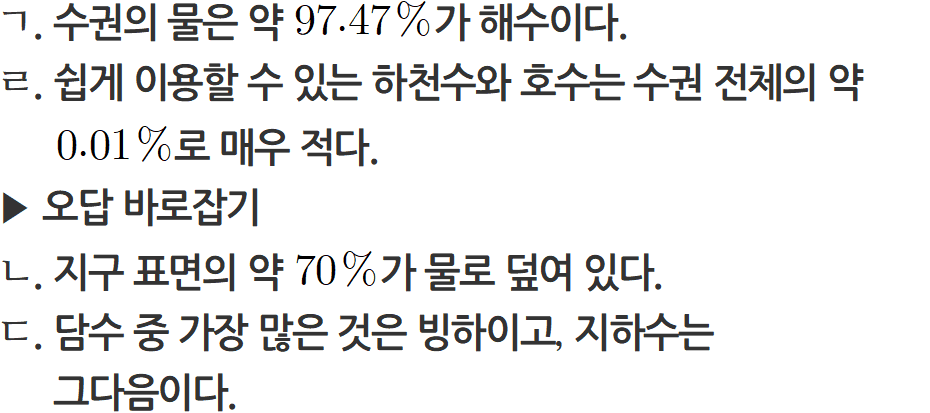 ㄱ. 수권의 물은 약 97.47%가 해수이다.
ㄹ. 쉽게 이용할 수 있는 하천수와 호수는 수권 전체의 약
0.01%로 매우 적다.
▶ 오답 바로잡기
ㄴ. 지구 표면의 약 70%가 물로 덮여 있다.
ㄷ. 담수 중 가장 많은 것은 빙하이고, 지하수는
그다음이다.